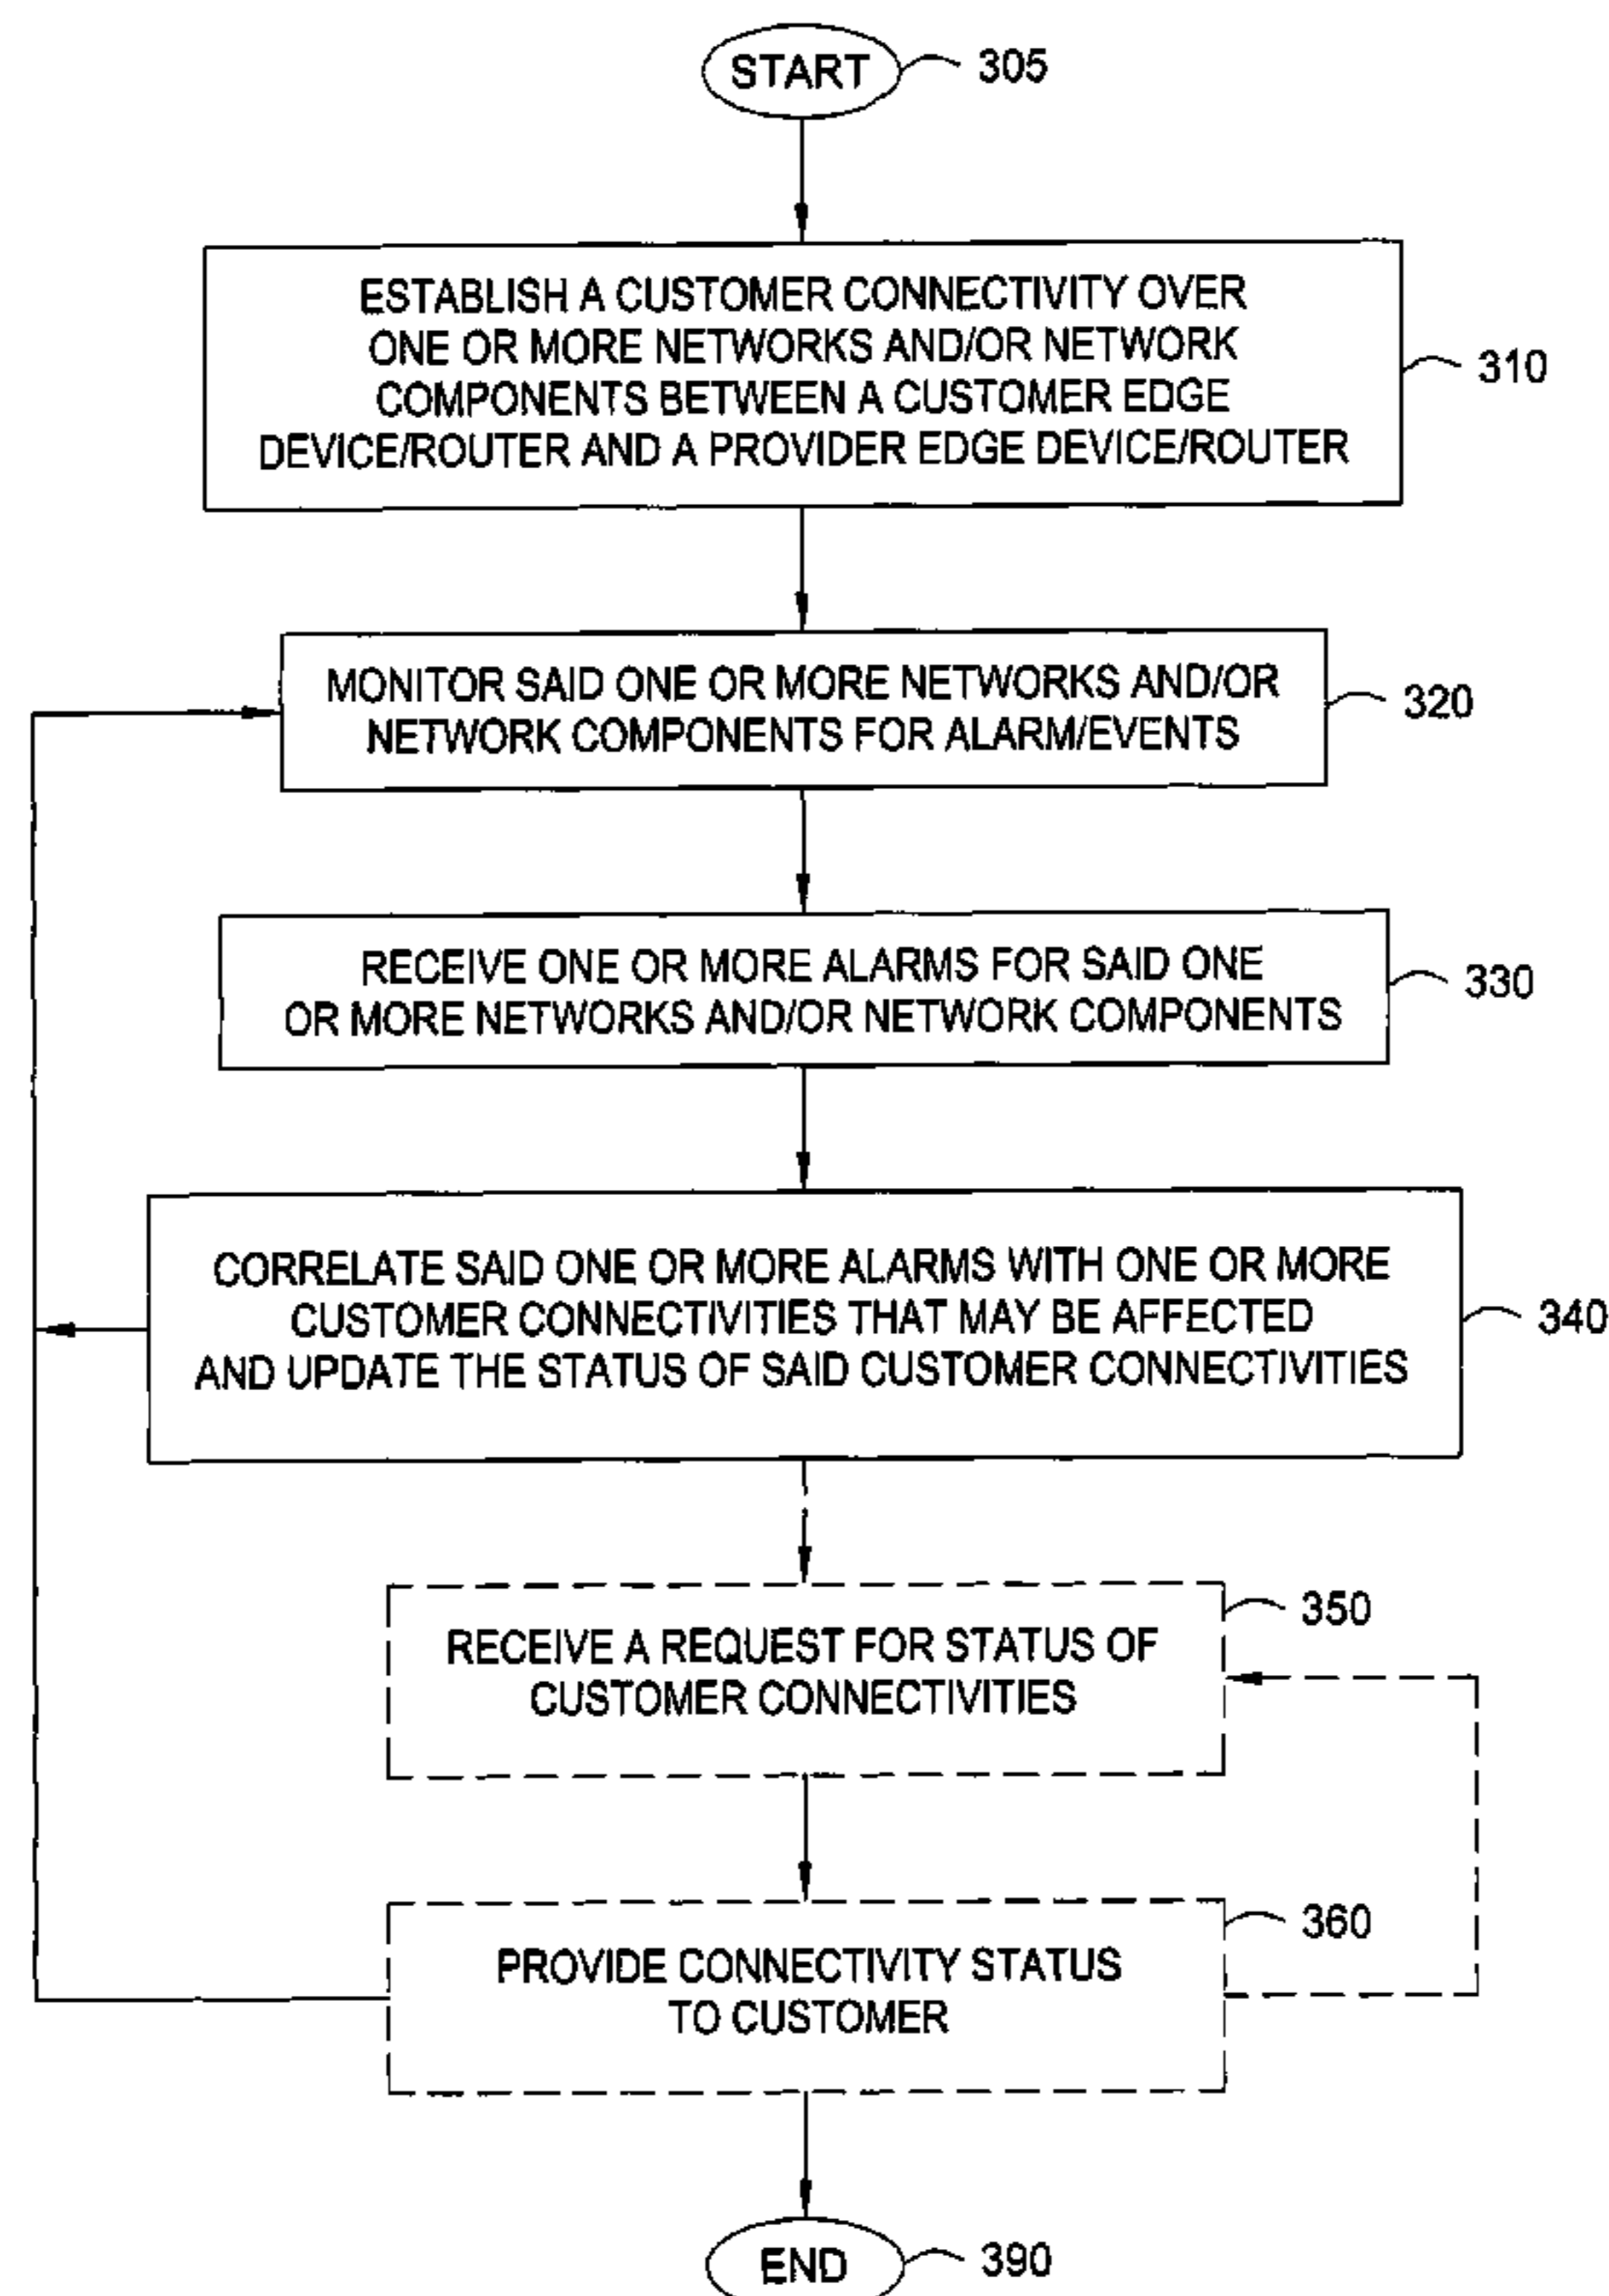 START
305
ESTABLISH A CUSTOMER CONNECTIVITY OVER
ONE OR MORE NETWORKS AND/OR NETWORK
COMPONENTS BETWEEN A CUSTOMER EDGE
DEVICE/ROUTER AND A PROVIDER EDGE DEVICE/ROUTER
310
MONITOR SAID ONE OR MORE NETWORKS AND/OR
NETWORK COMPONENTS FOR ALARM/EVENTS
320
RECEIVE ONE OR MORE ALARMS FOR SAID ONE
OR MORE NETWORKS AND/OR NETWORK COMPONENTS
330
CORRELATE SAID ONE OR MORE ALARMS WITH ONE OR MORE
CUSTOMER CONNECTIVITIES THAT MAY BE AFFECTED
AND UPDATE THE STATUS OF SAID CUSTOMER CONNECTIVITIES
340
RECEIVE A REQUEST FOR STATUS OF
CUSTOMER CONNECTIVITIES
350
PROVIDE CONNECTIVITY STATUS
TO CUSTOMER
360
END
390